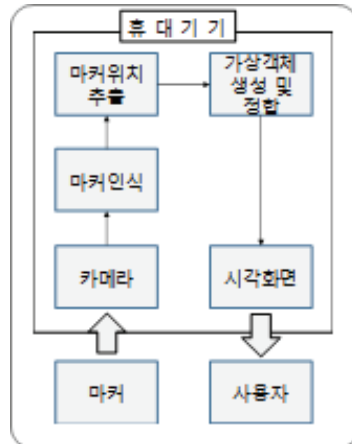 휴 대 기 기
마커위치
추출
가상객체
생성 및
정합
마커인식
카메라
시각화면
마커
사용자